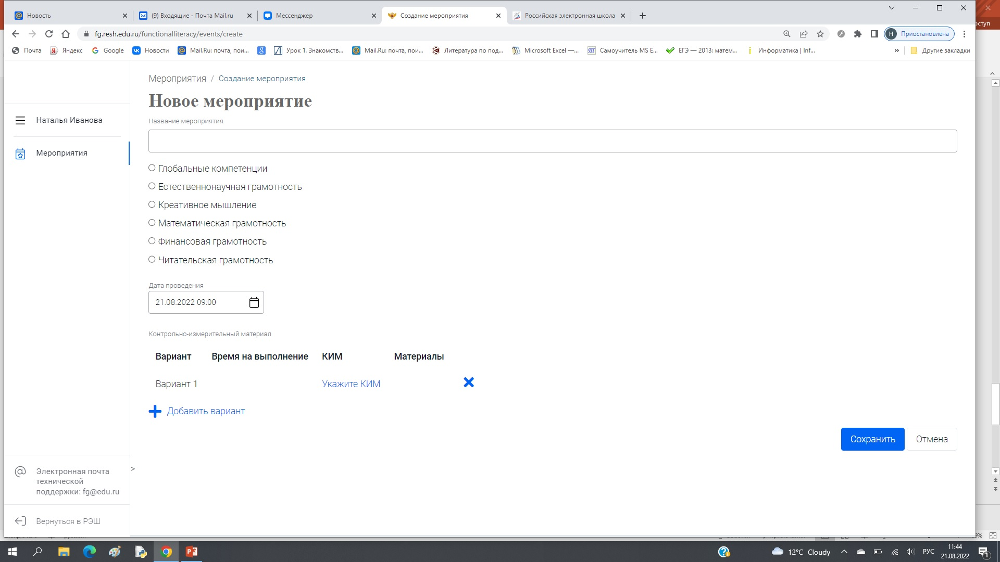 Новость
(9) Входящие - Почта Mail.ru
Мессенджер
Создание мероприятия
Российская электронная школа
fg.resh.edu.ru/functionalliteracy/events/create
Н Приостановлена
Почта
Яндекс
Google
Новости
Mail.Ru: почта, пои...
Урок 1. Знакомств...
Mail.Ru: почта, пои...
Литература по под...
Microsoft Excel —...
Самоучитель MS E...
ЕГЭ — 2013: матем...
Информатика | Inf...
Другие закладки
Мероприятия / Создание мероприятия
Новое мероприятие
Название мероприятия
Наталья Иванова
Мероприятия
Глобальные компетенции
Естественнонаучная грамотность
Креативное мышление
Математическая грамотность
Финансовая грамотность
Читательская грамотность
Дата проведения
21.08.2022 09:00
Контрольно-измерительный материал
Вариант Время на выполнение КИМ Материалы
Вариант 1 Укажите КИМ
Добавить вариант
Сохранить Отмена
Электронная почта
технической
поддержки: fg@edu.ru
>
Вернуться в РЭШ
12°C Cloudy
РУС
11:44
21.08.2022
1